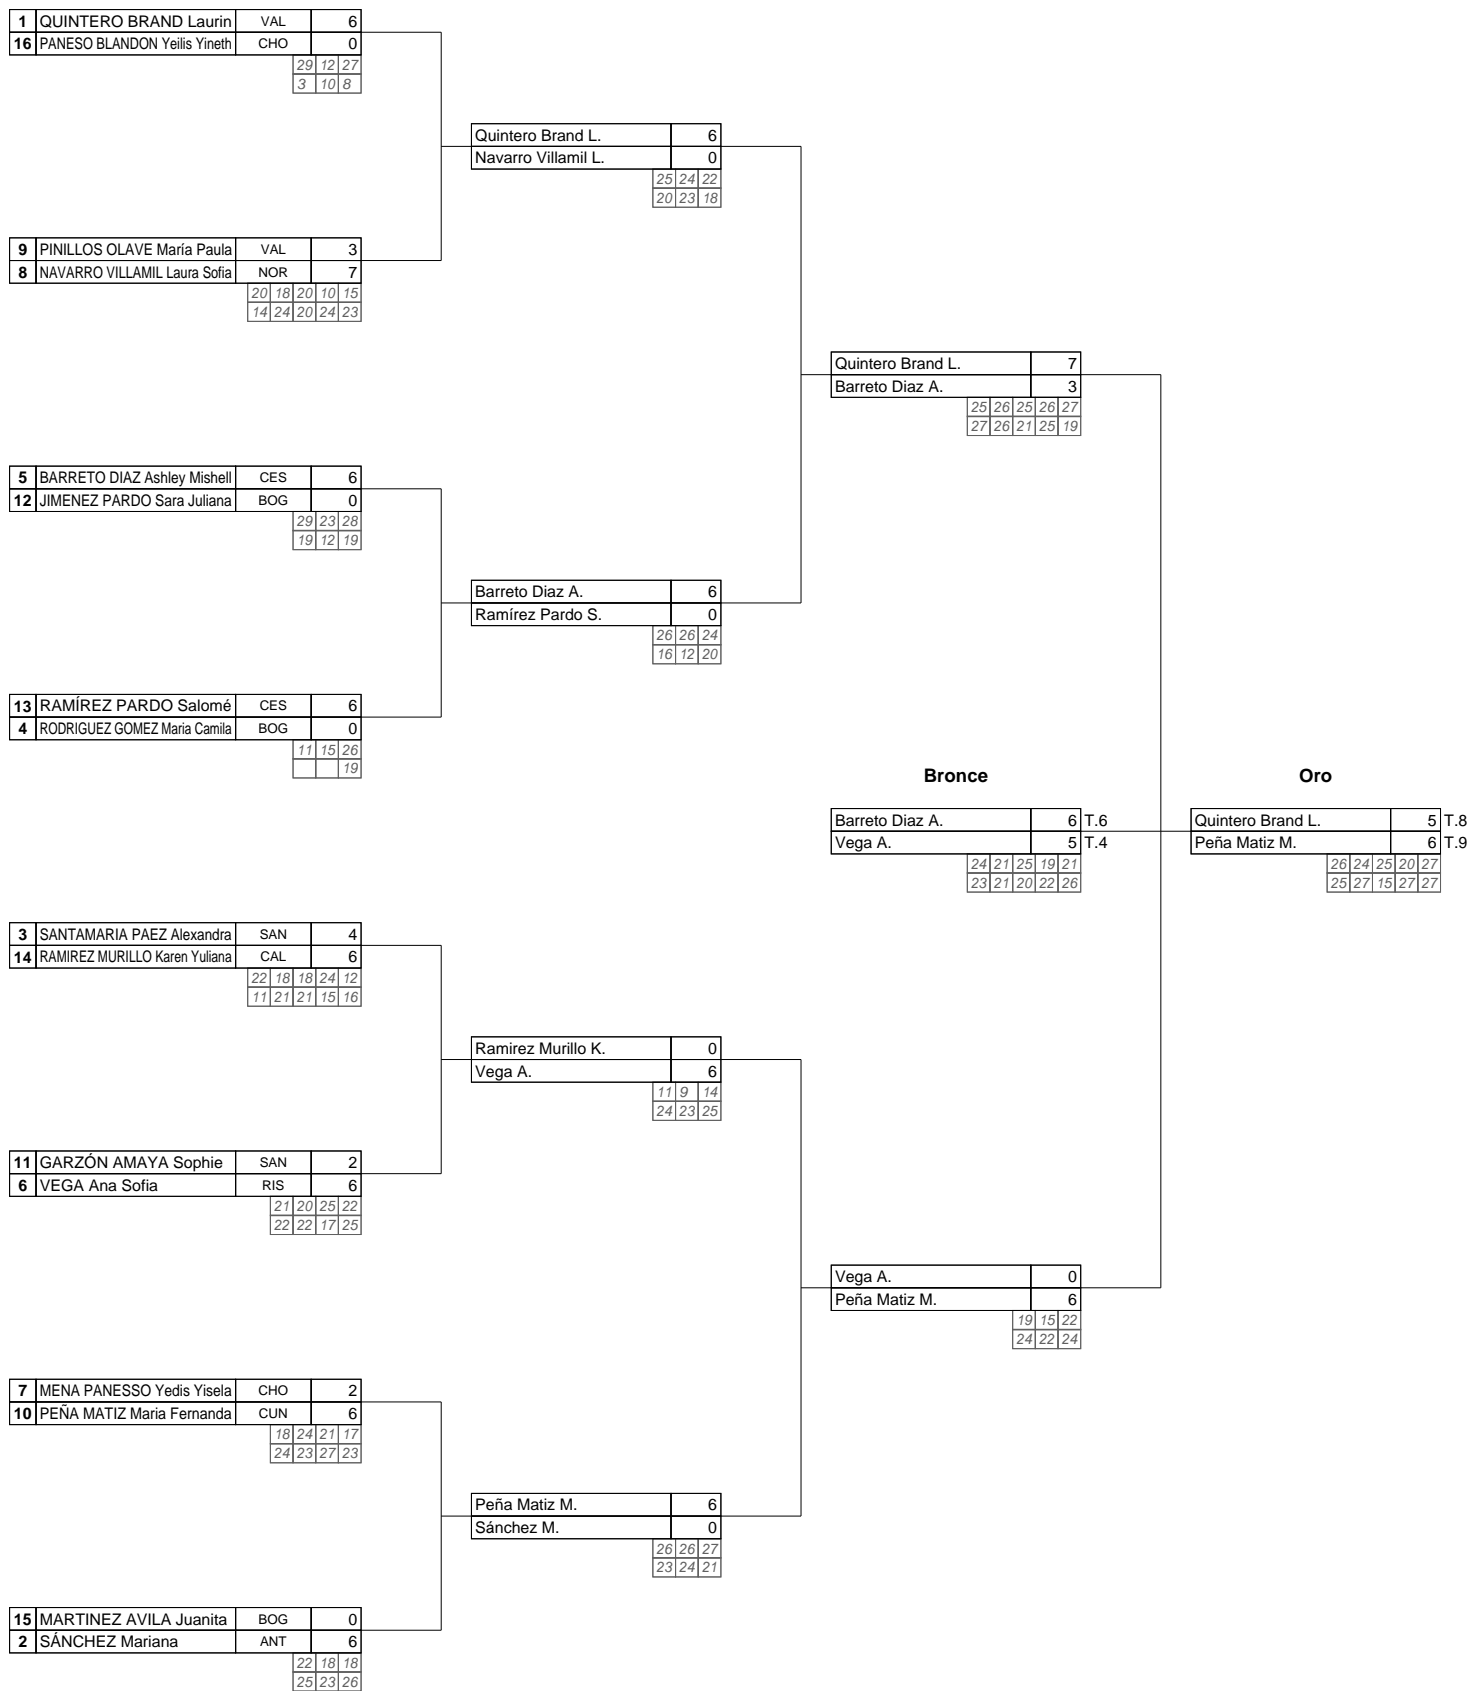 1 QUINTERO BRAND Laurin VAL 6
16 PANESO BLANDON Yeilis Yineth CHO 0
29 12 27
3 10 8
Quintero Brand L. 6
Navarro Villamil L. 0
25 24 22
20 23 18
9 PINILLOS OLAVE María Paula VAL 3
8 NAVARRO VILLAMIL Laura Sofia NOR 7
20 18 20 10 15
14 24 20 24 23
Quintero Brand L. 7
Barreto Diaz A. 3
25 26 25 26 27
27 26 21 25 19
5 BARRETO DIAZ Ashley Mishell CES 6
12 JIMENEZ PARDO Sara Juliana BOG 0
29 23 28
19 12 19
Barreto Diaz A. 6
Ramírez Pardo S. 0
26 26 24
16 12 20
13 RAMÍREZ PARDO Salomé CES 6
4 RODRIGUEZ GOMEZ Maria Camila BOG 0
11 15 26
19
Bronce Oro
Barreto Diaz A. 6 T.6 Quintero Brand L. 5 T.8
Vega A. 5 T.4 Peña Matiz M. 6 T.9
24 21 25 19 21 26 24 25 20 27
23 21 20 22 26 25 27 15 27 27
3 SANTAMARIA PAEZ Alexandra SAN 4
14 RAMIREZ MURILLO Karen Yuliana CAL 6
22 18 18 24 12
11 21 21 15 16
Ramirez Murillo K. 0
Vega A. 6
11 9 14
24 23 25
11 GARZÓN AMAYA Sophie SAN 2
6 VEGA Ana Sofia RIS 6
21 20 25 22
22 22 17 25
Vega A. 0
Peña Matiz M. 6
19 15 22
24 22 24
7 MENA PANESSO Yedis Yisela CHO 2
10 PEÑA MATIZ Maria Fernanda CUN 6
18 24 21 17
24 23 27 23
Peña Matiz M. 6
Sánchez M. 0
26 26 27
23 24 21
15 MARTINEZ AVILA Juanita BOG 0
2 SÁNCHEZ Mariana ANT 6
22 18 18
25 23 26